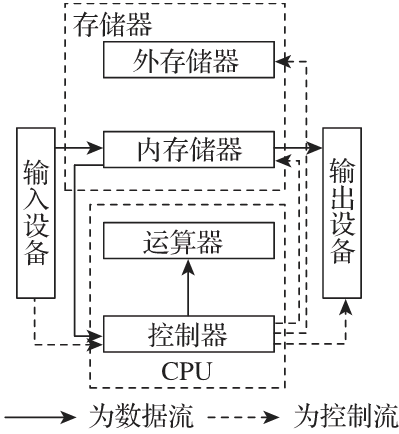 存储器
外存储器
内存储器
输入设备
输出设备
运算器
控制器
CPU
为数据流
为控制流